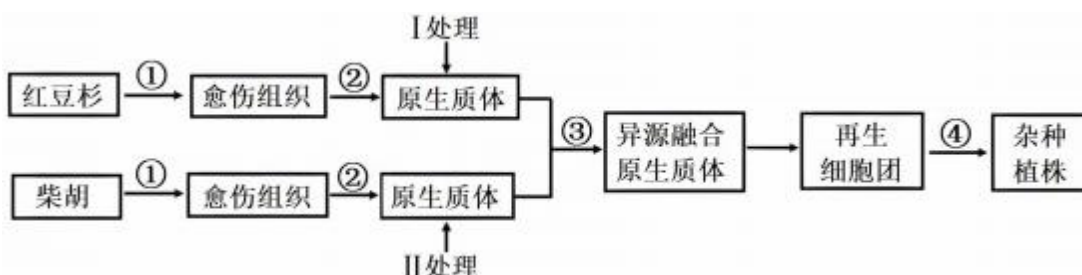 Ⅰ处理
红豆杉 ① 愈伤组织 ② 原生质体
③ 异源融合原生质体 再生细胞团 ④ 杂种植株
柴胡 ① 愈伤组织 ② 原生质体
Ⅱ处理